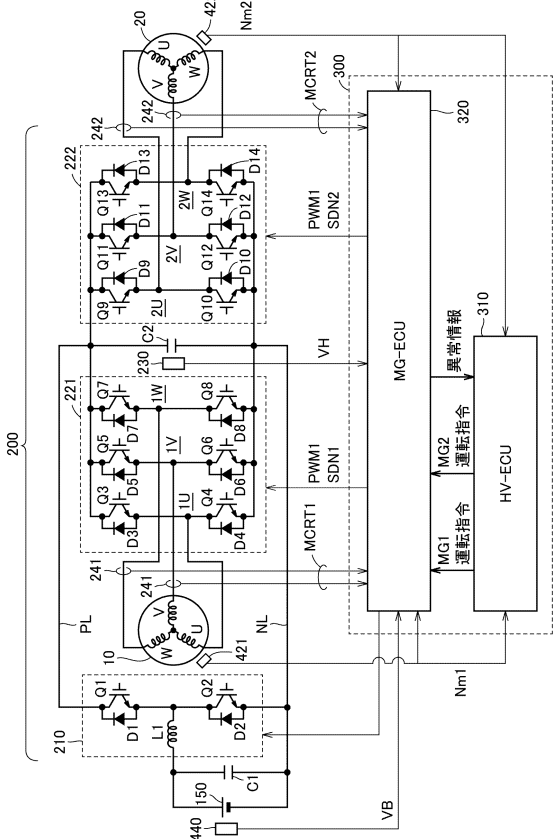 200
210
PL
NL
Q1
D1
L1
Q2
D2
C1
150
440
VB
10
U
V
W
421
Nm1
241
241
MCRT1
221
Q3
D3
Q5
D5
Q7
D7
1U
1V
1W
Q4
D4
Q6
D6
Q8
D8
PWM1
SDN1
C2
230
VH
222
Q9
D9
Q11
D11
Q13
D13
2U
2V
2W
Q10
D10
Q12
D12
Q14
D14
PWM1
SDN2
242
242
MCRT2
20
U
V
W
Nm2
300
MG-ECU
320
MG1
運転指令
MG2
運転指令
異常情報
310
HV-ECU